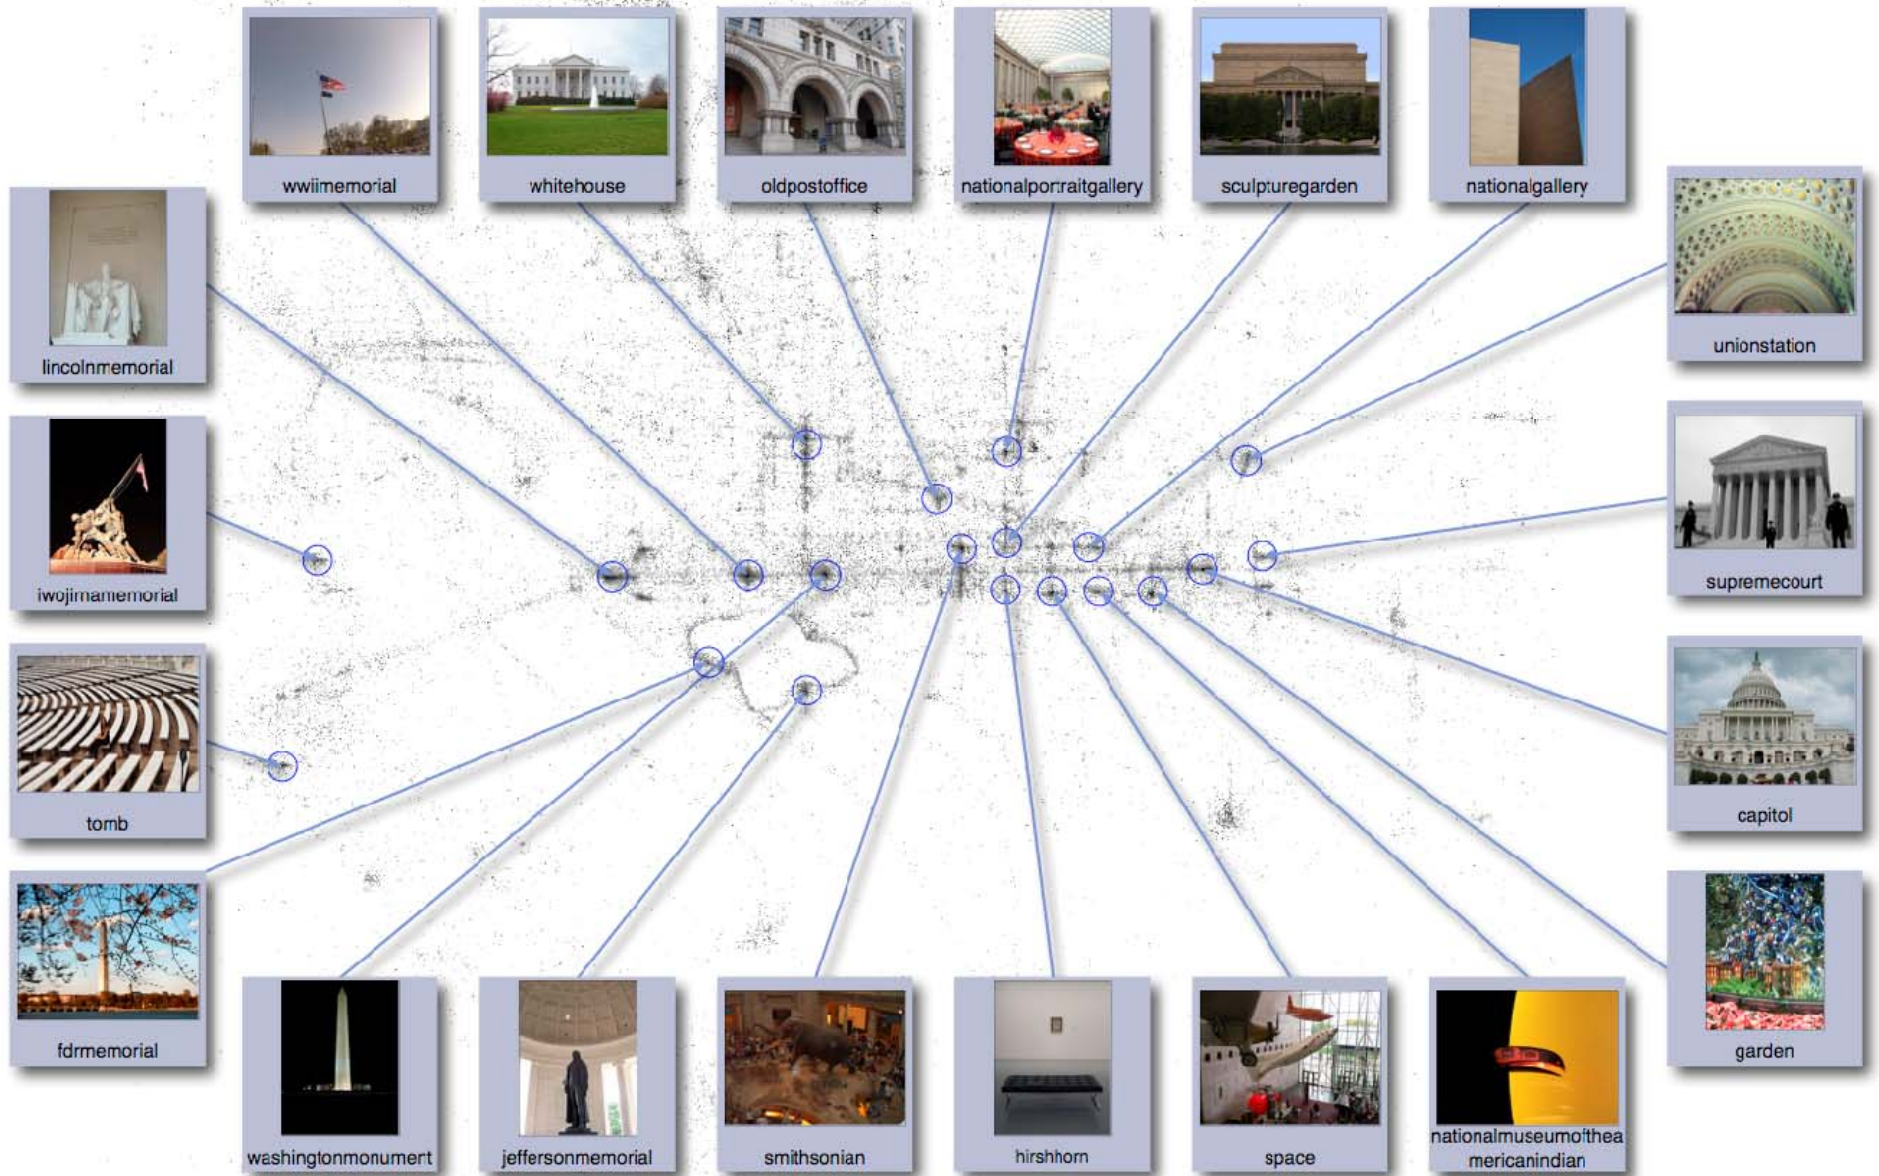 wwiimemorial
whitehouse
oldpostoffice
nationalportraitgallery
sculpturegarden
nationalgallery
lincolnmemorial
unionstation
iwojimamemorial
supremecourt
tomb
capitol
fdrmemorial
garden
washingtonmonument
jeffersonmemorial
smithsonian
hirshhorn
space
nationalmuseumofthea
mericanindian